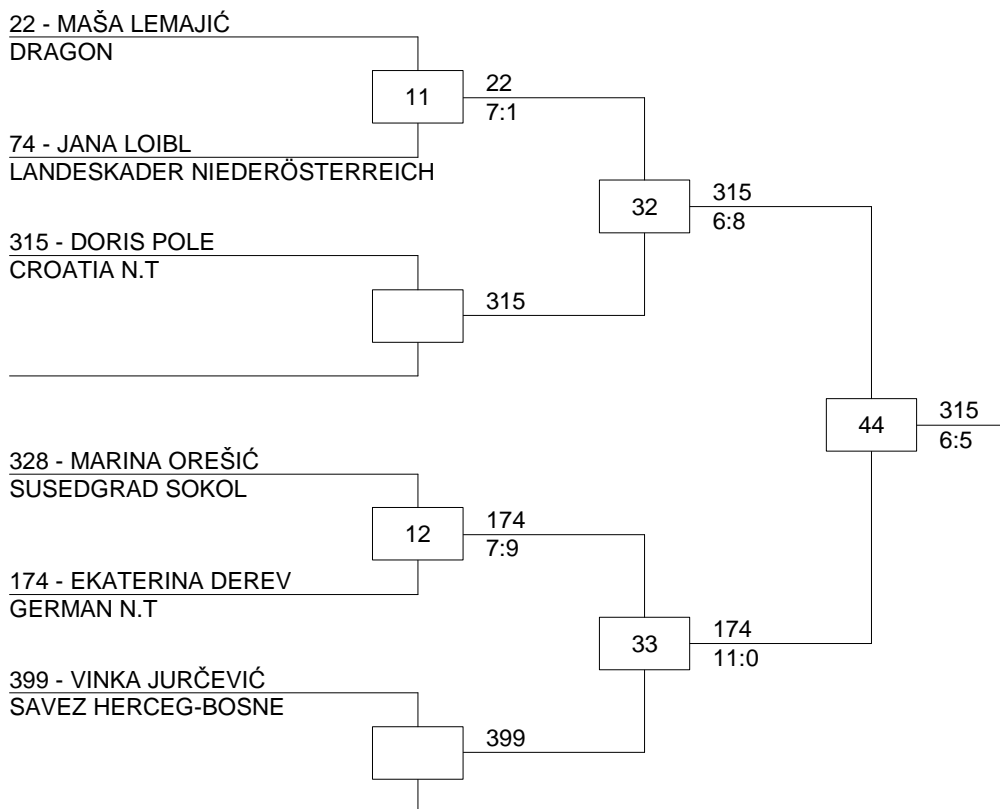 22 - MAŠA LEMAJIĆ
DRAGON
11
22
7:1
74 - JANA LOIBL
LANDESKADER NIEDERÖSTERREICH
32
315
6:8
315 - DORIS POLE
CROATIA N.T
315
44
315
6:5
328 - MARINA OREŠIĆ
SUSEDGRAD SOKOL
12
174
7:9
174 - EKATERINA DEREV
GERMAN N.T
33
174
11:0
399 - VINKA JURČEVIĆ
SAVEZ HERCEG-BOSNE
399